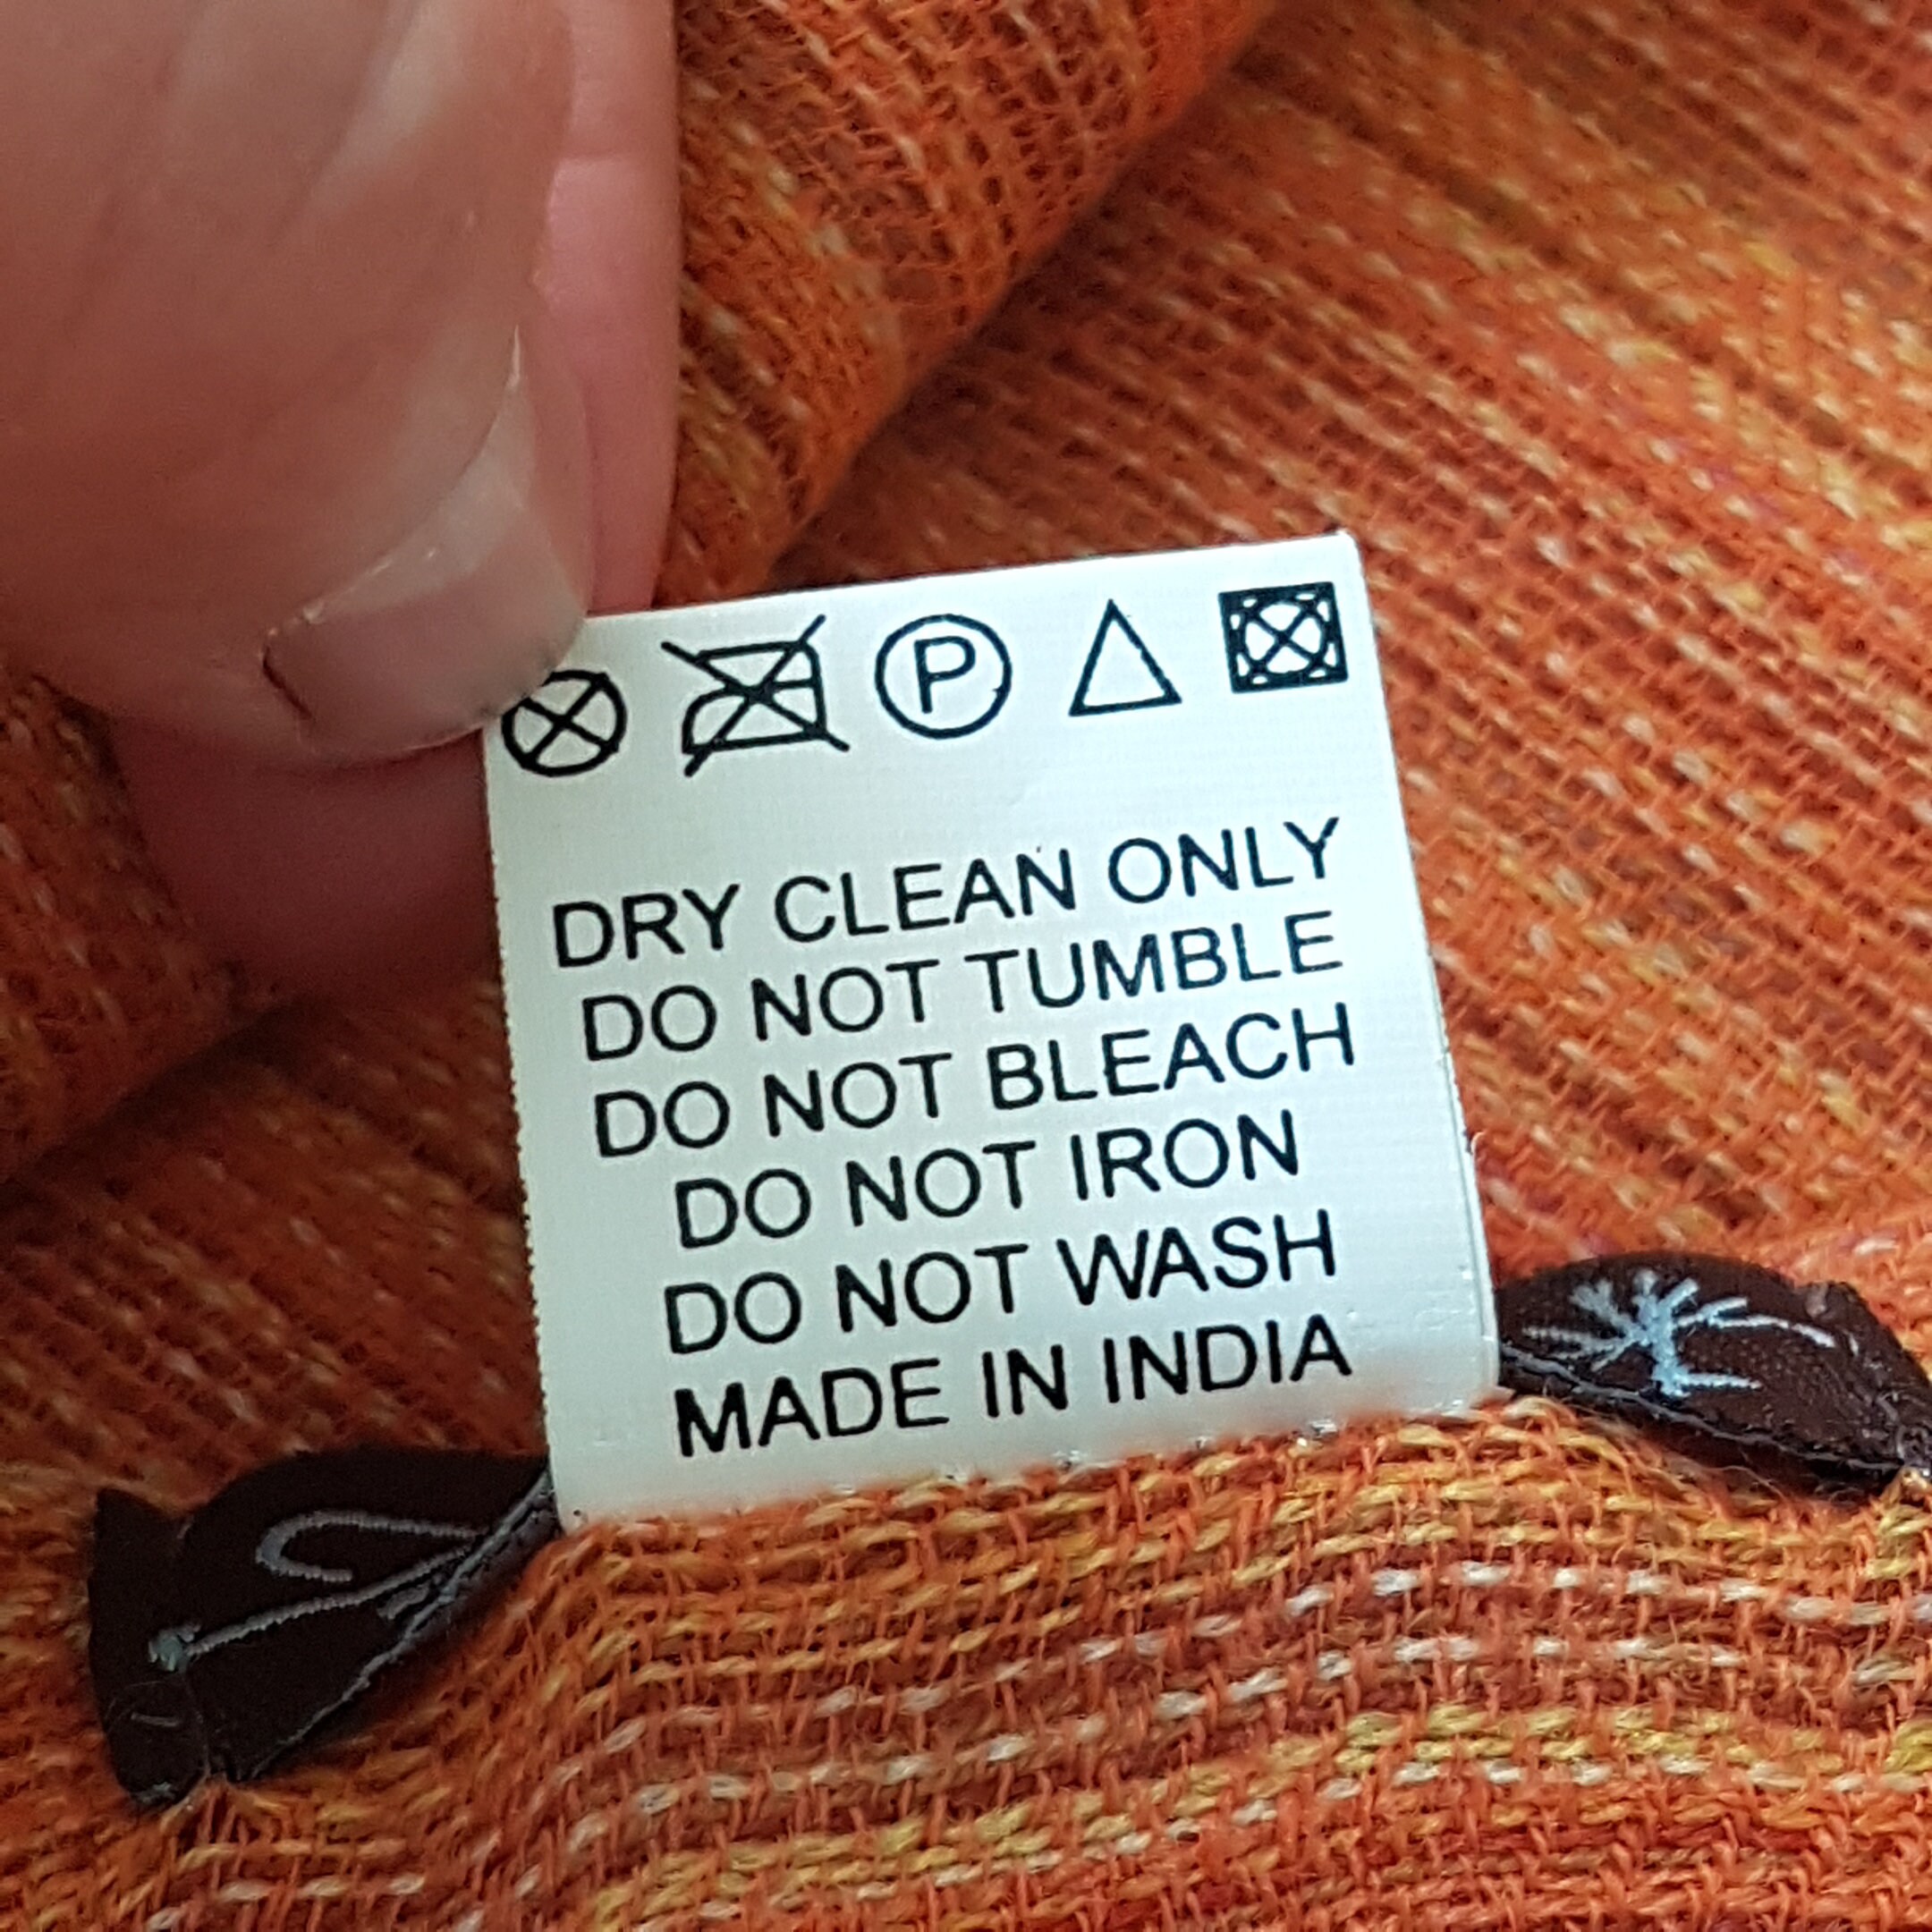 P
DRY CLEAN ONLY
DO NOT TUMBLE
DO NOT BLEACH
DO NOT IRON
DO NOT WASH
MADE IN INDIA